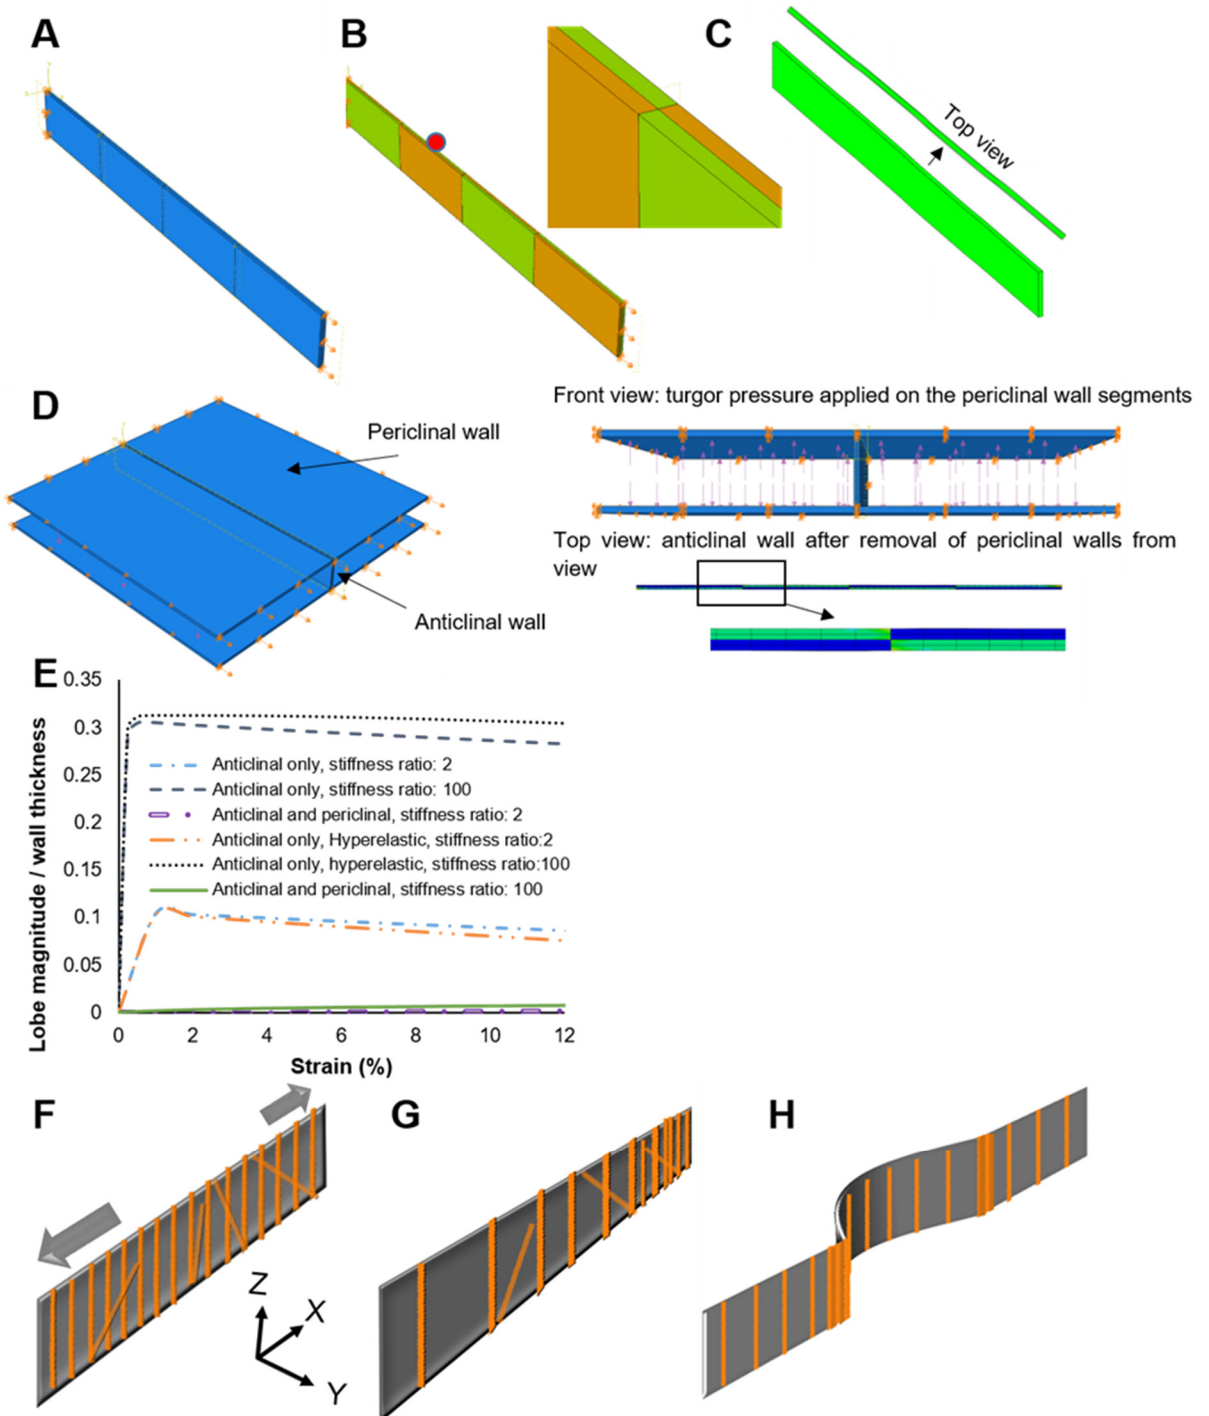 A
B
C
Top view
D
Periclinal wall
Anticlinal wall
Front view: turgor pressure applied on the periclinal wall segments
Top view: anticlinal wall after removal of periclinal walls from
view
E
Lobe magnitude / wall thickness
0.35
0.3
0.25
0.2
0.15
0.1
0.05
0
Anticlinal only, stiffness ratio: 2
Anticlinal only, stiffness ratio: 100
Anticlinal and periclinal, stiffness ratio: 2
Anticlinal only, Hyperelastic, stiffness ratio:2
Anticlinal only, hyperelastic, stiffness ratio:100
Anticlinal and periclinal, stiffness ratio: 100
0 2 4 6 8 10 12
Strain (%)
F
G
H
Z
X
Y